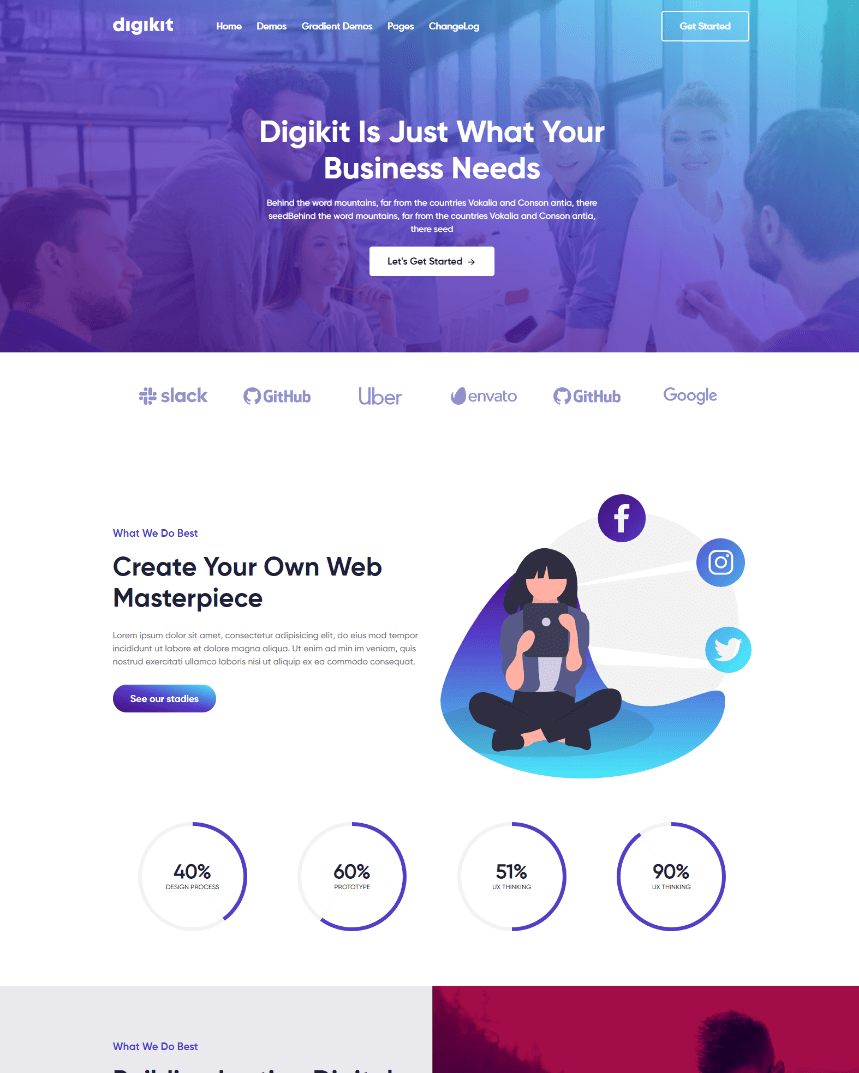 digikit
Home Demos Gradient Demos Pages ChangeLog
Get Started
Digikit Is Just What Your
Business Needs
Behind the word mountains, far from the countries Vokalia and Conson antia, there
seedBehind the word mountains, far from the countries Vokalia and Conson antia,
there seed
Let's Get Started →
slack GitHub Uber envato GitHub Google
What We Do Best
Create Your Own Web
Masterpiece
Lorem ipsum dolor sit amet, consectetur adipisicing elit, do eius mod tempor
incididunt ut labore et dolore magna aliqua. Ut enim ad min im veniam, quis
nostrud exercitati ullamco laboris nisi ut aliquip ex ea commodo consequat.
See our stadies
40%
DESIGN PROCESS
60%
PROTOTYPE
51%
UX THINKING
90%
UX THINKING
What We Do Best